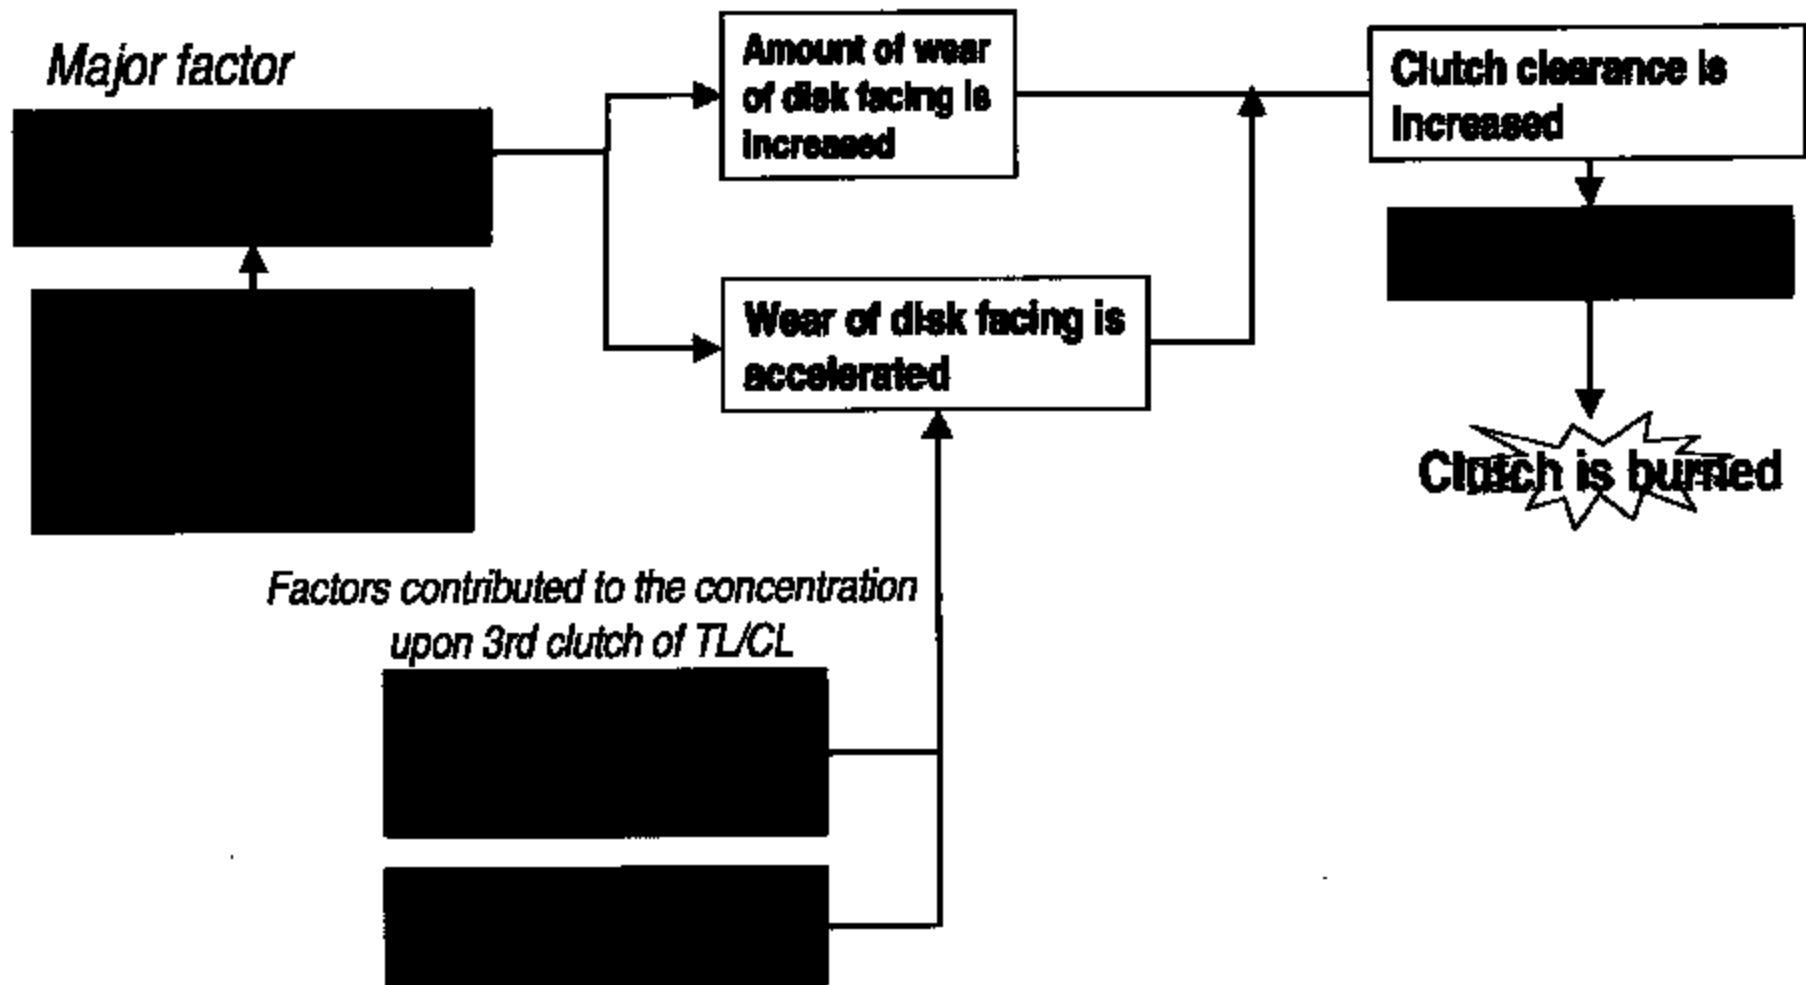 Major factor
Amount of wear
of disk facing is
increased
Clutch clearance is
increased
Wear of disk facing is
accelerated
Clutch is burned
Factors contributed to the concentration
upon 3rd clutch of TL/CL